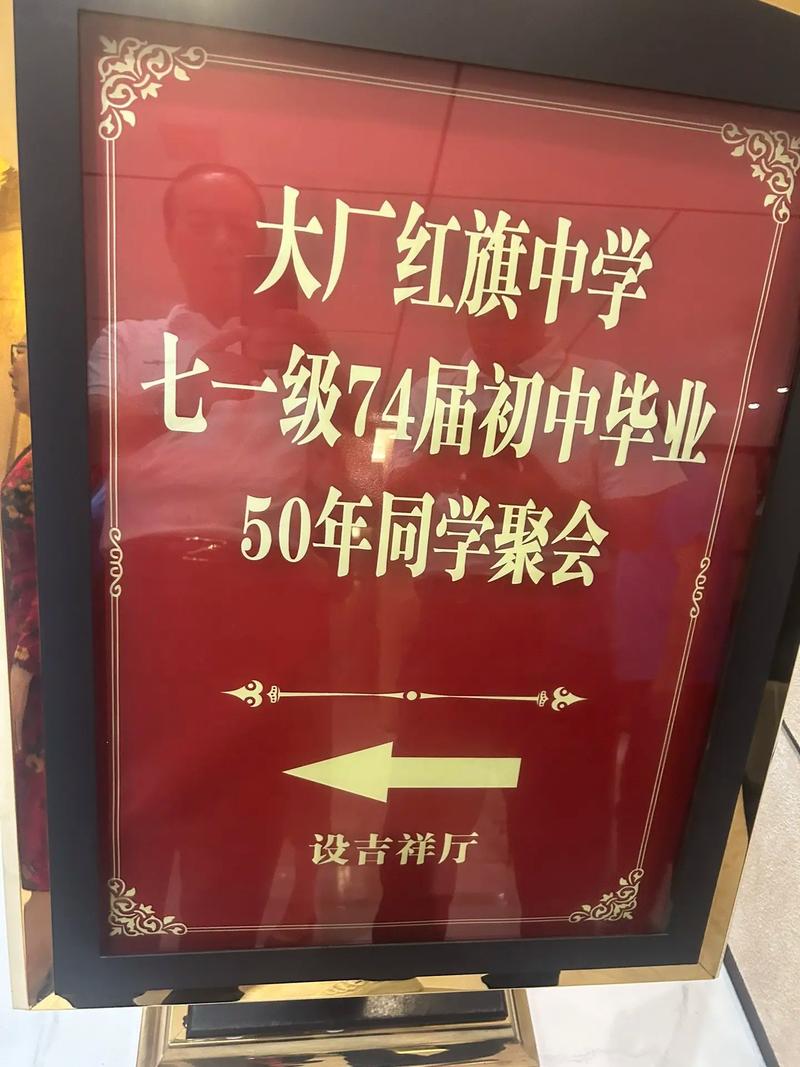 大厂红旗中学
七一级74届初中毕业
50年同学聚会
设吉祥厅